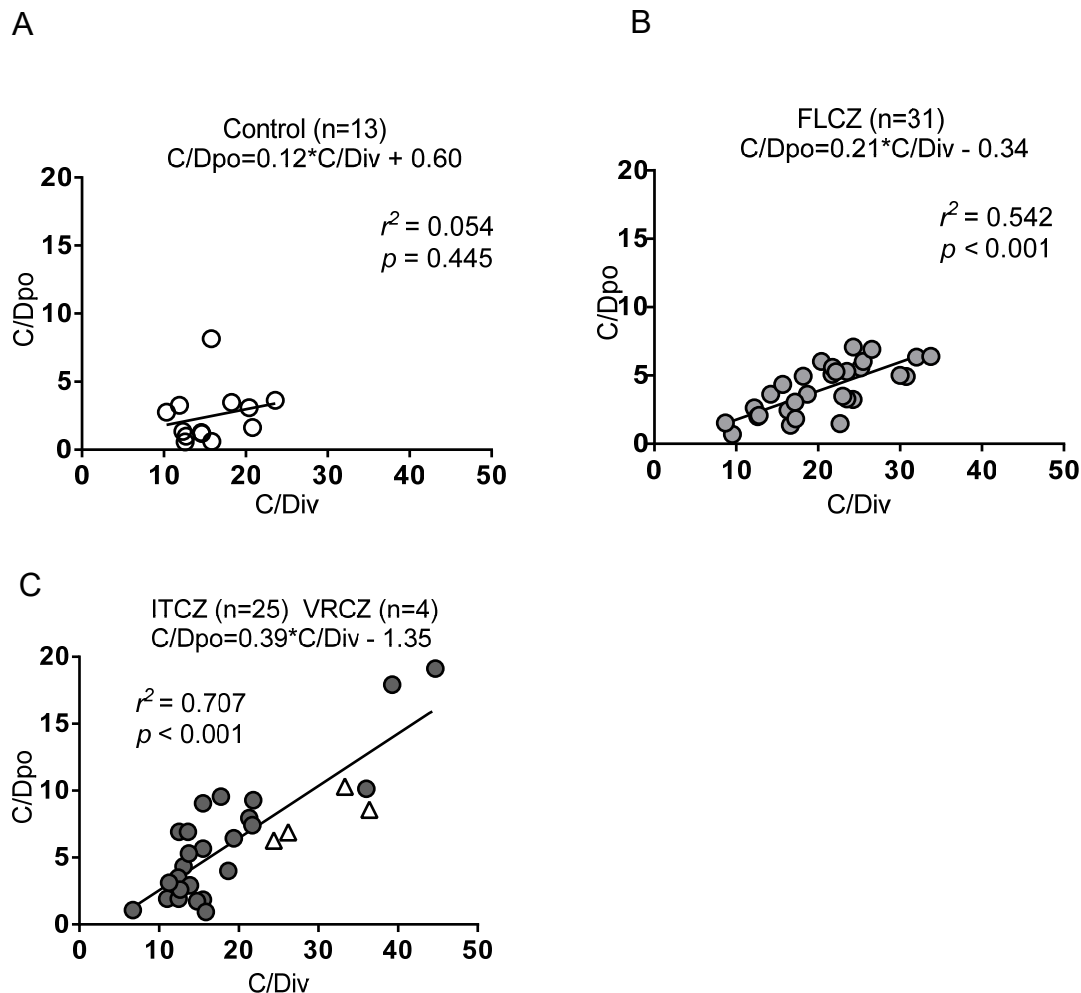 A
Control (n=13)
C/Dpo=0.12*C/Div + 0.60
20
15
10
5
0
C/Dpo
r² = 0.054
p = 0.445
0 10 20 30 40 50
C/Div
B
FLCZ (n=31)
C/Dpo=0.21*C/Div - 0.34
20
15
10
5
0
C/Dpo
r² = 0.542
p < 0.001
0 10 20 30 40 50
C/Div
C
ITCZ (n=25) VRCZ (n=4)
C/Dpo=0.39*C/Div - 1.35
20
15
10
5
0
C/Dpo
r² = 0.707
p < 0.001
0 10 20 30 40 50
C/Div